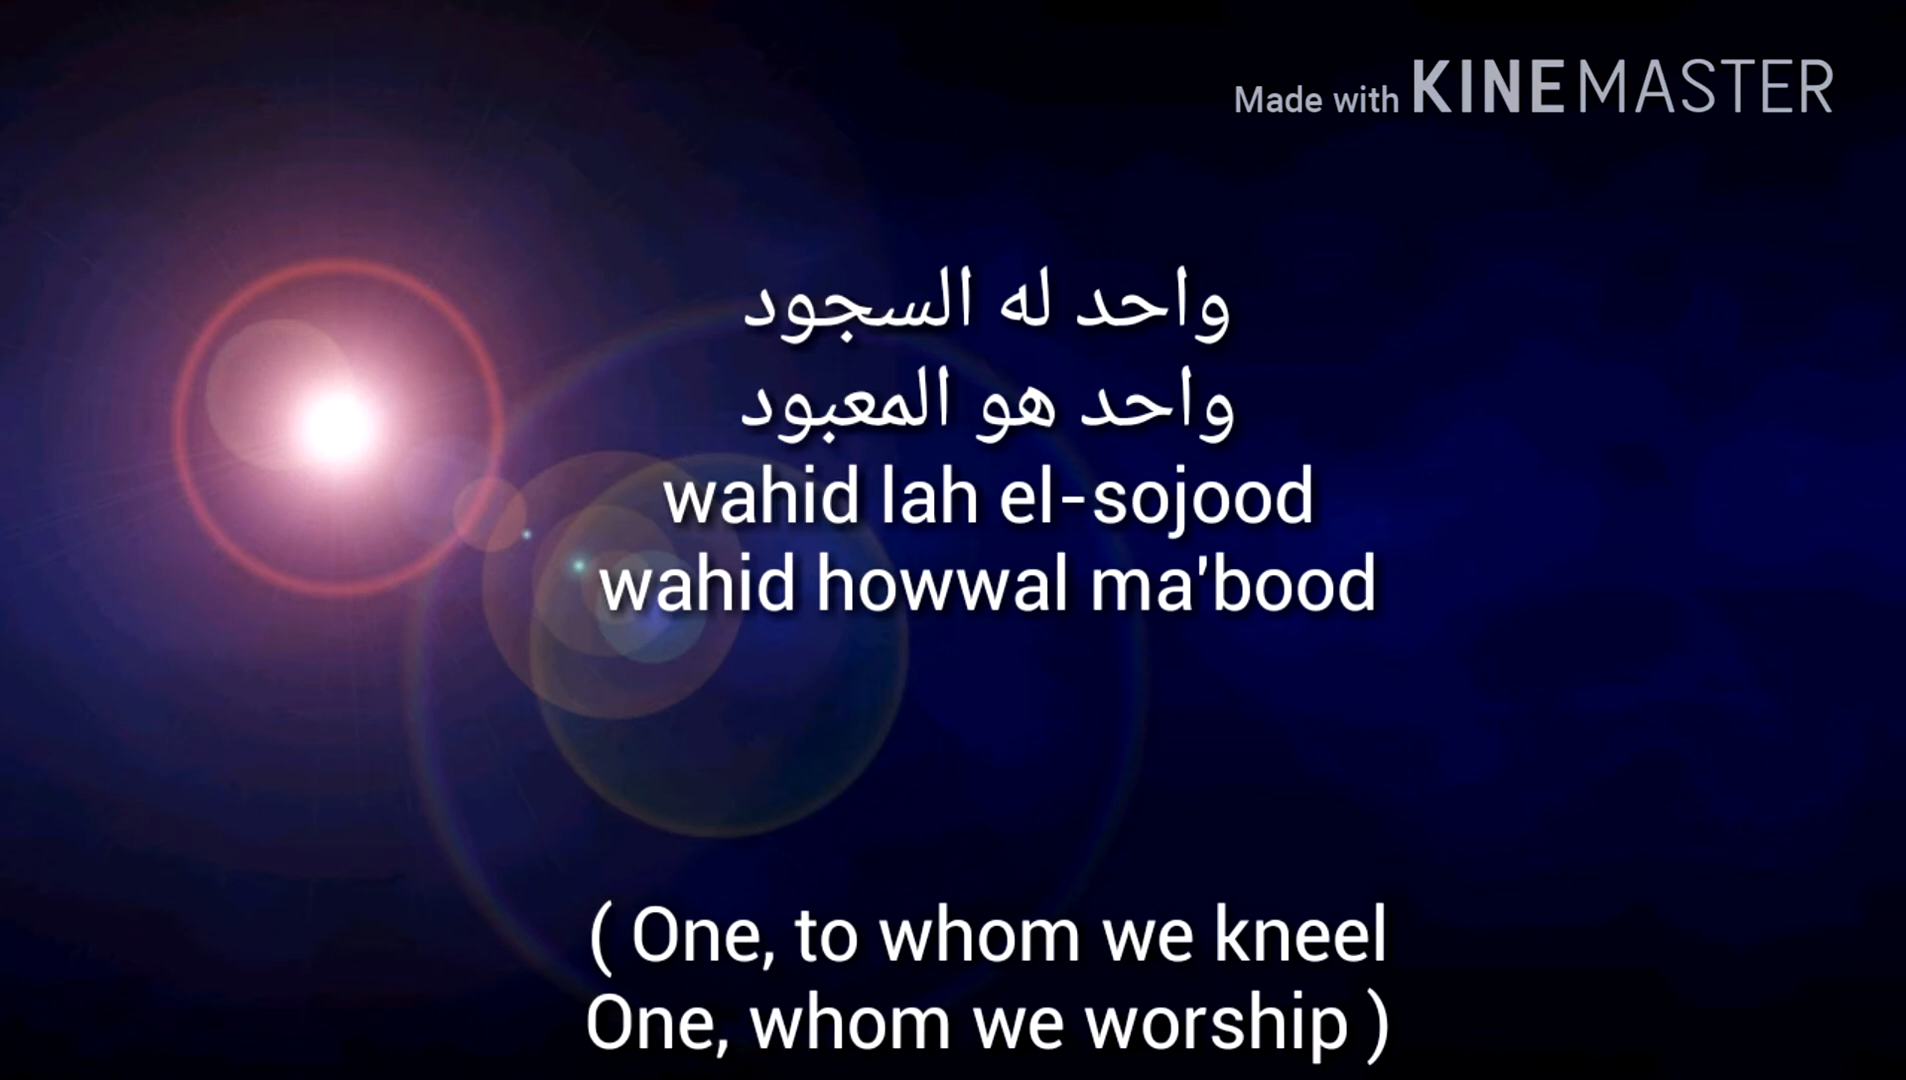 Made with KINEMASTER
واحد له السجود
واحد هو المعبود
wahid lah el-sojood
wahid howwal ma'bood
( One, to whom we kneel
One, whom we worship )